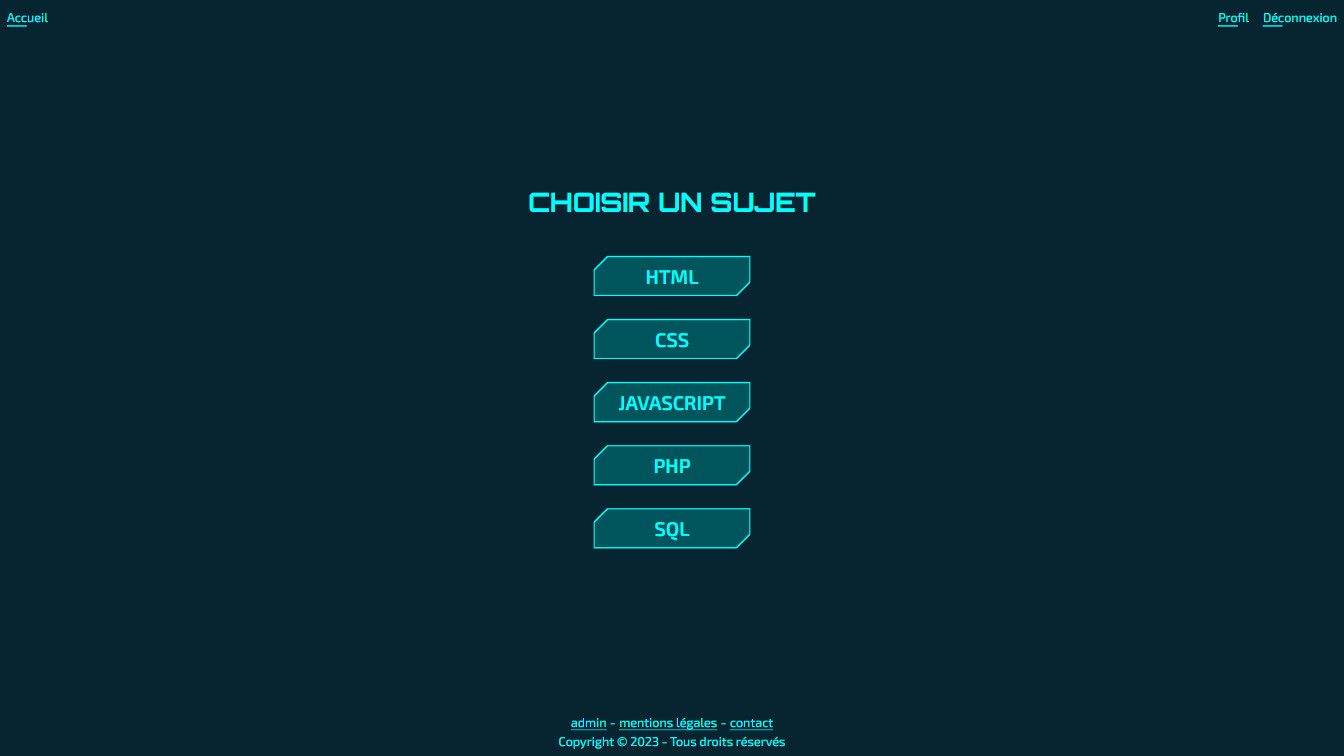 Accueil
Profil
Déconnexion
CHOISIR UN SUJET
HTML
CSS
JAVASCRIPT
PHP
SQL
admin - mentions légales - contact
Copyright © 2023 - Tous droits réservés